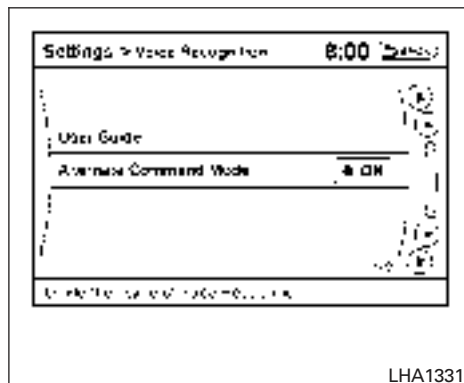 Settings > Voice Recognition 8:00
User Guide
Alternate Command Mode ON
LHA1331